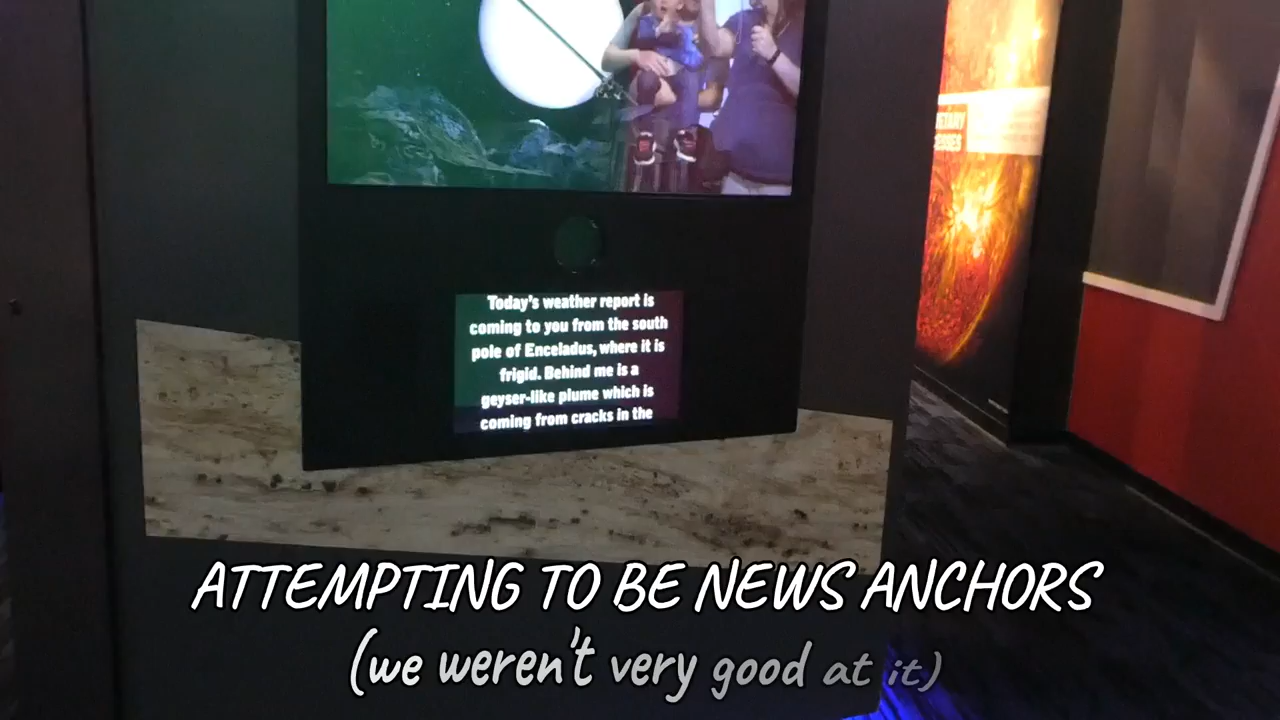 Today's weather report is
coming to you from the south
pole of Enceladus, where it is
frigid. Behind me is a
geyser-like plume which is
coming from cracks in the
ATTEMPTING TO BE NEWS ANCHORS
(we weren't very good at it)